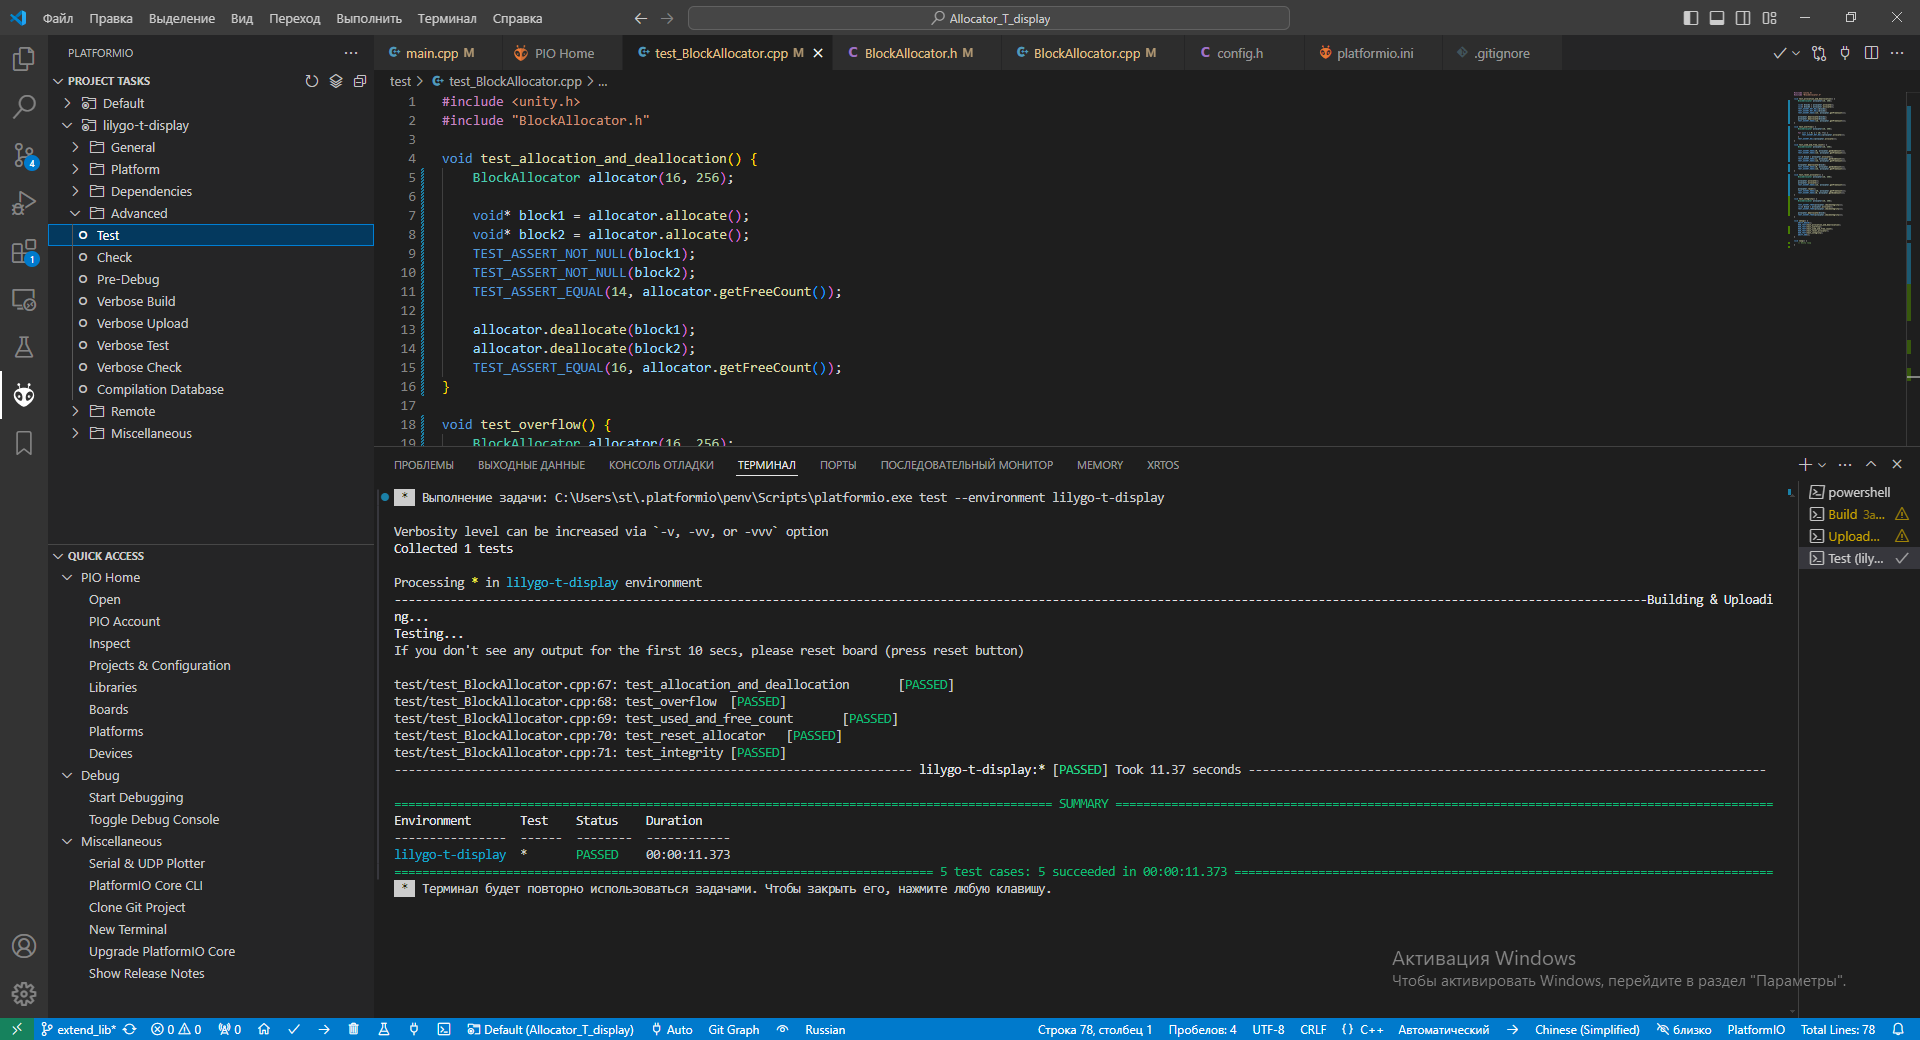 Файл Правка Выделение Вид Переход Выполнить Терминал Справка
Allocator_T_display
PLATFORMIO
PROJECT TASKS
Default
lilygo-t-display
General
Platform
Dependencies
Advanced
Test
Check
Pre-Debug
Verbose Build
Verbose Upload
Verbose Test
Verbose Check
Compilation Database
Remote
Miscellaneous
4
1
QUICK ACCESS
PIO Home
Open
PIO Account
Inspect
Projects & Configuration
Libraries
Boards
Platforms
Devices
Debug
Start Debugging
Toggle Debug Console
Miscellaneous
Serial & UDP Plotter
PlatformIO Core CLI
Clone Git Project
New Terminal
Upgrade PlatformIO Core
Show Release Notes
main.cpp M PIO Home test_BlockAllocator.cpp M BlockAllocator.h M BlockAllocator.cpp M config.h platformio.ini .gitignore
test > test_BlockAllocator.cpp > ...
1 #include <unity.h>
2 #include "BlockAllocator.h"
3
4 void test_allocation_and_deallocation() {
5 BlockAllocator allocator(16, 256);
6
7 void* block1 = allocator.allocate();
8 void* block2 = allocator.allocate();
9 TEST_ASSERT_NOT_NULL(block1);
10 TEST_ASSERT_NOT_NULL(block2);
11 TEST_ASSERT_EQUAL(14, allocator.getFreeCount());
12
13 allocator.deallocate(block1);
14 allocator.deallocate(block2);
15 TEST_ASSERT_EQUAL(16, allocator.getFreeCount());
16 }
17
18 void test_overflow() {
19 BlockAllocator allocator(16, 256);
ПРОБЛЕМЫ ВЫХОДНЫЕ ДАННЫЕ КОНСОЛЬ ОТЛАДКИ ТЕРМИНАЛ ПОРТЫ ПОСЛЕДОВАТЕЛЬНЫЙ МОНИТОР MEMORY XRTOS
* Выполнение задачи: C:\Users\st\.platformio\penv\Scripts\platformio.exe test --environment lilygo-t-display
Verbosity level can be increased via `-v, -vv, or -vvv` option
Collected 1 tests
Processing * in lilygo-t-display environment
Building & Uploadi
ng...
Testing...
If you don't see any output for the first 10 secs, please reset board (press reset button)
test/test_BlockAllocator.cpp:67: test_allocation_and_deallocation [PASSED]
test/test_BlockAllocator.cpp:68: test_overflow [PASSED]
test/test_BlockAllocator.cpp:69: test_used_and_free_count [PASSED]
test/test_BlockAllocator.cpp:70: test_reset_allocator [PASSED]
test/test_BlockAllocator.cpp:71: test_integrity [PASSED]
lilygo-t-display:* [PASSED] Took 11.37 seconds
SUMMARY
Environment Test Status Duration
lilygo-t-display * PASSED 00:00:11.373
5 test cases: 5 succeeded in 00:00:11.373
* Терминал будет повторно использоваться задачами. Чтобы закрыть его, нажмите любую клавишу.
powershell
Build За...
Upload...
Test (lily...
Активация Windows
Чтобы активировать Windows, перейдите в раздел "Параметры".
extend_lib* 0 0 0 Default (Allocator_T_display) Auto Git Graph Russian Строка 78, столбец 1 Пробелов: 4 UTF-8 CRLF {} C++ Автоматический Chinese (Simplified) близко PlatformIO Total Lines: 78